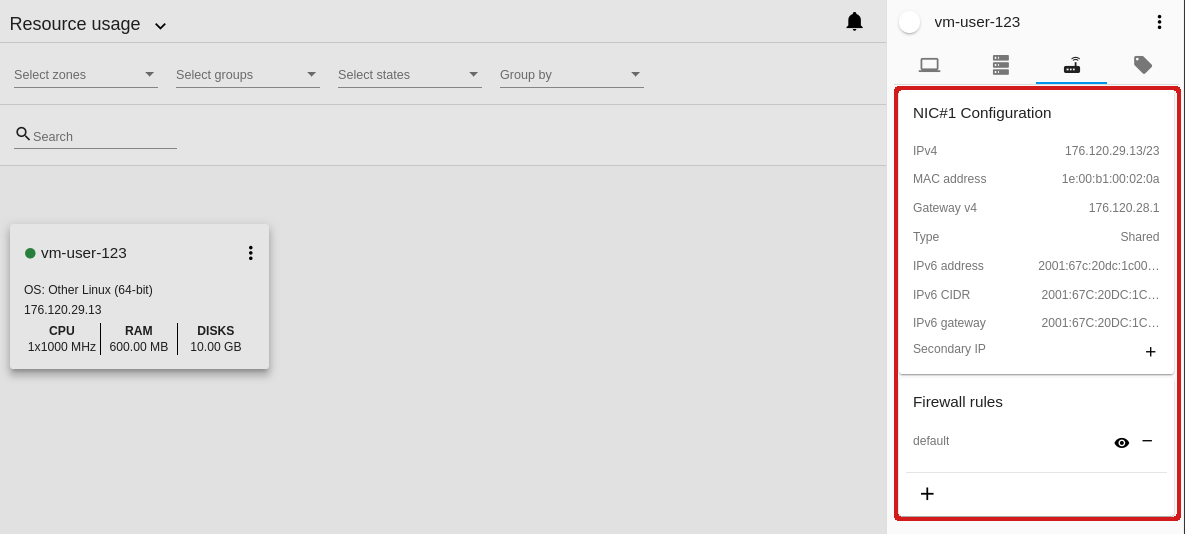 Resource usage
Select zones
Select groups
Select states
Group by
Search
vm-user-123
OS: Other Linux (64-bit)
176.120.29.13
CPU RAM DISKS
1x1000 MHz 600.00 MB 10.00 GB
vm-user-123
NIC#1 Configuration
IPv4 176.120.29.13/23
MAC address 1e:00:b1:00:02:0a
Gateway v4 176.120.28.1
Type Shared
IPv6 address 2001:67c:20dc:1c00…
IPv6 CIDR 2001:67C:20DC:1C…
IPv6 gateway 2001:67C:20DC:1C…
Secondary IP +
Firewall rules
default −
+